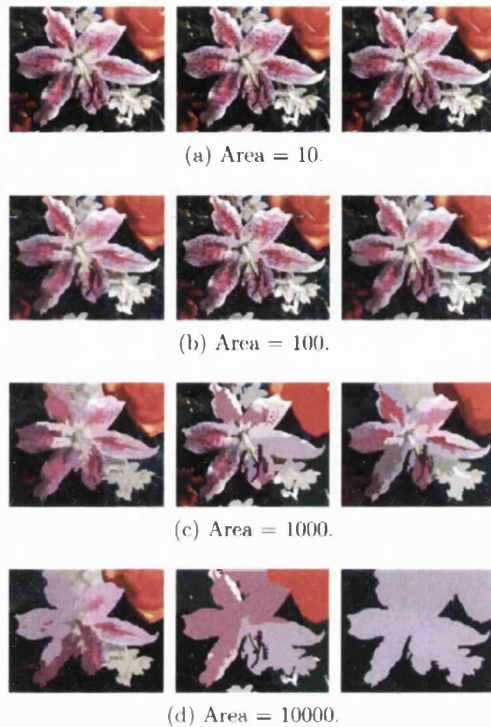 (a) Area = 10.
(b) Area = 100.
(c) Area = 1000.
(d) Area = 10000.